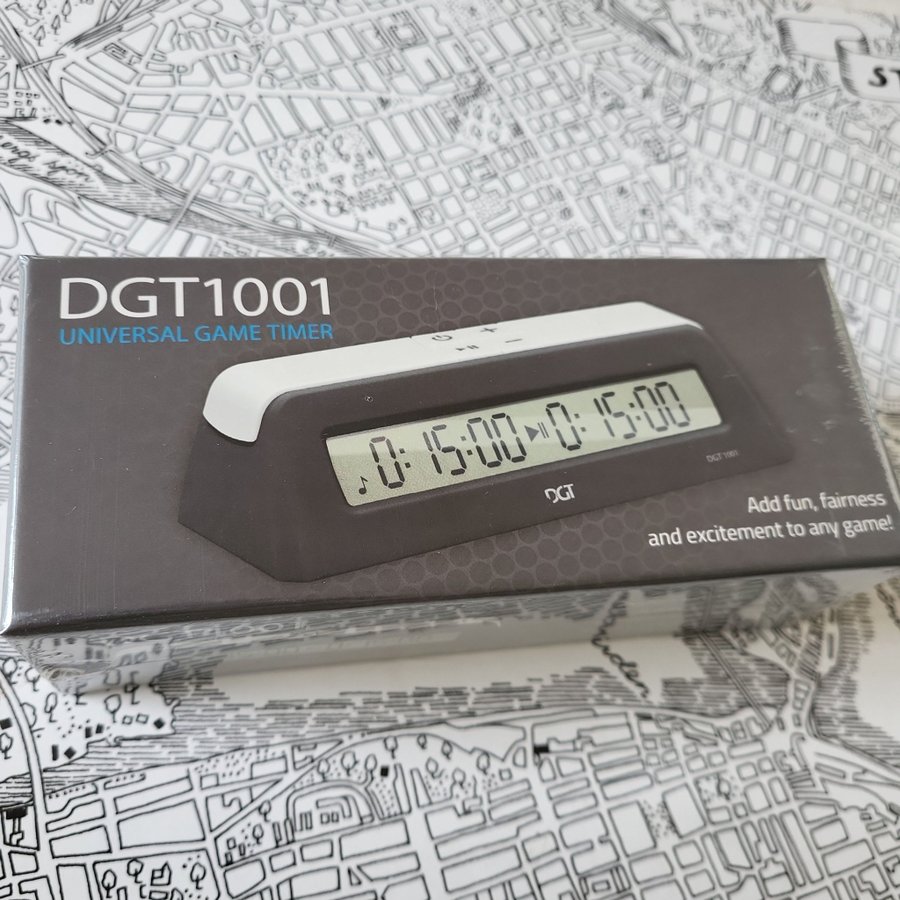 DGT1001
UNIVERSAL GAME TIMER
0:15:00 0:15:00
DGT 1001
DGT
Add fun, fairness
and excitement to any game!